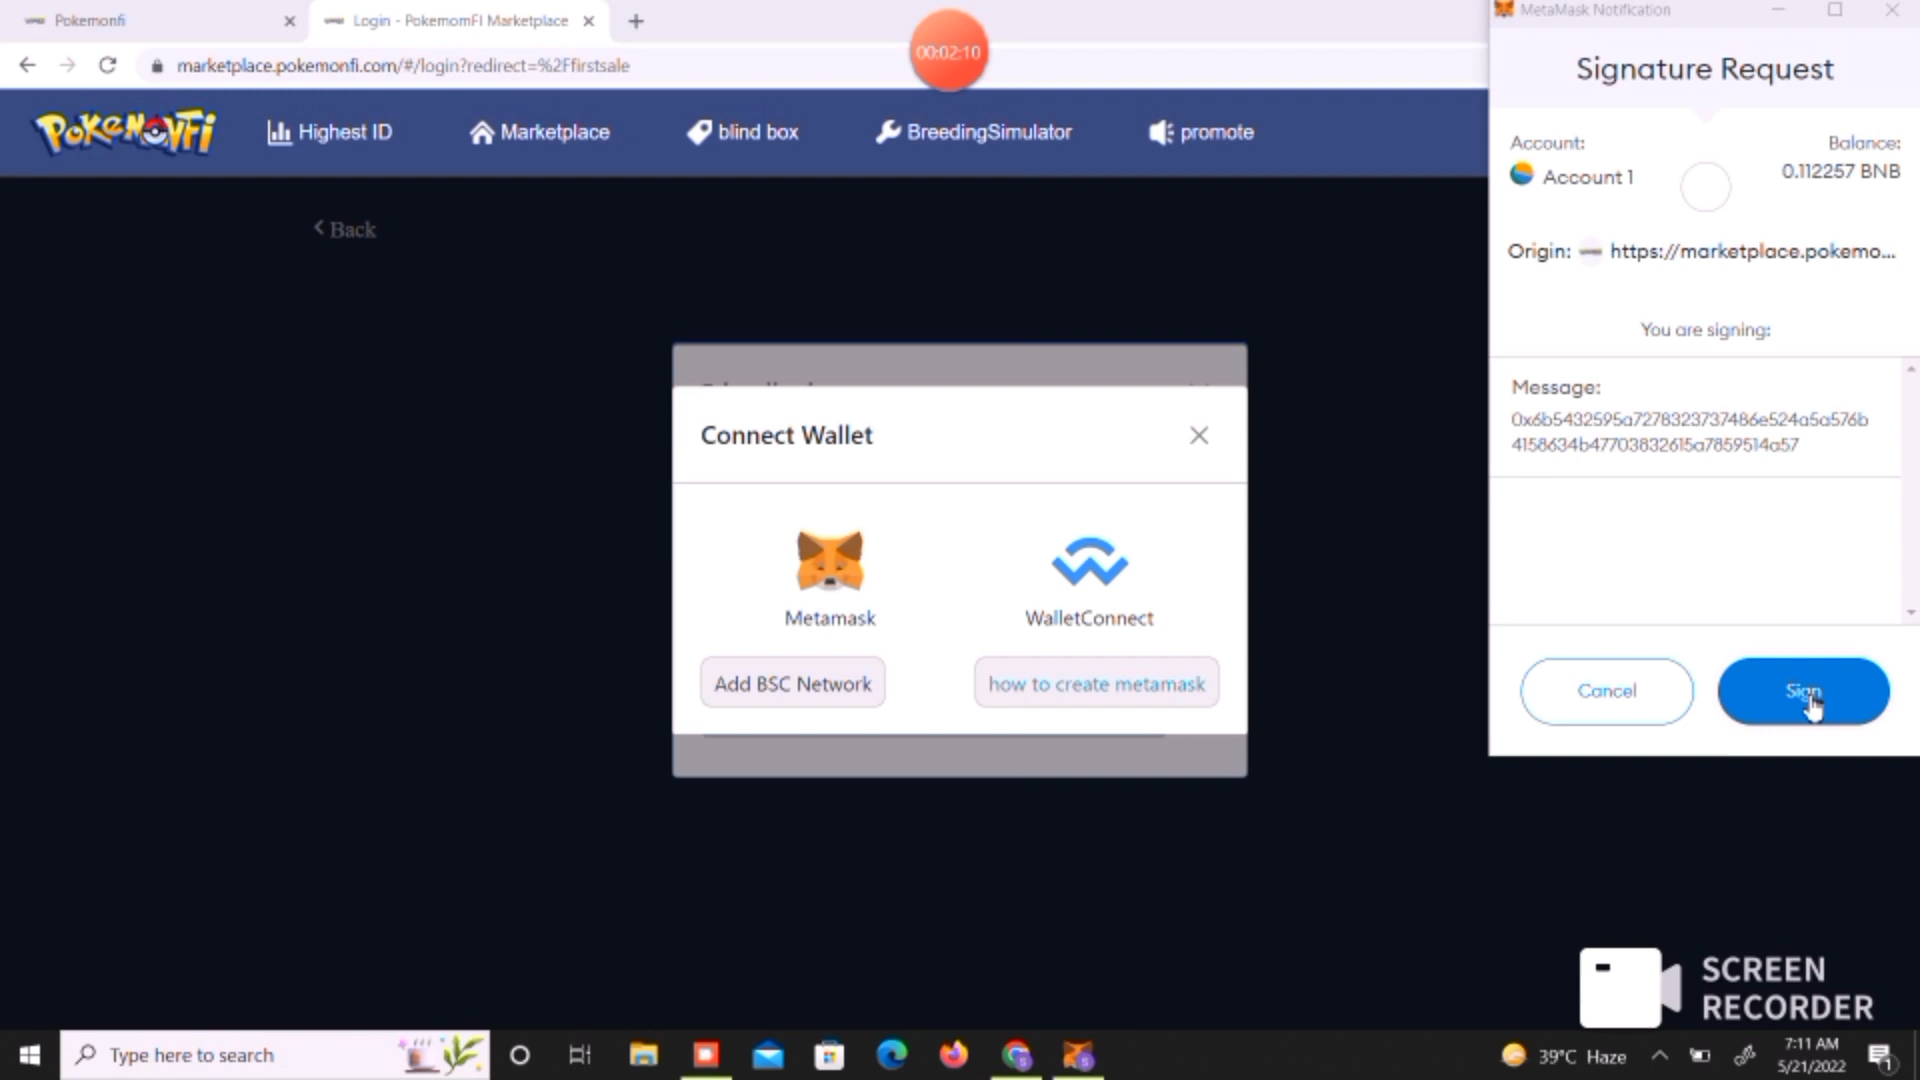 Pokemonfi
Login - PokemomFI Marketplace
marketplace.pokemonfi.com/#/login?redirect=%2Ffirstsale
00:02:10
POKEMONFI
Highest ID
Marketplace
blind box
BreedingSimulator
promote
Back
Connect Wallet
Metamask
WalletConnect
Add BSC Network
how to create metamask
MetaMask Notification
Signature Request
Account:
Balance:
Account 1
0.112257 BNB
Origin:
https://marketplace.pokemo...
You are signing:
Message:
0x6b5432595a7278323737486e524a5a576b
4158634b47703832615a7859514a57
Cancel
Sign
SCREEN
RECORDER
Type here to search
39°C Haze
7:11 AM
5/21/2022
1